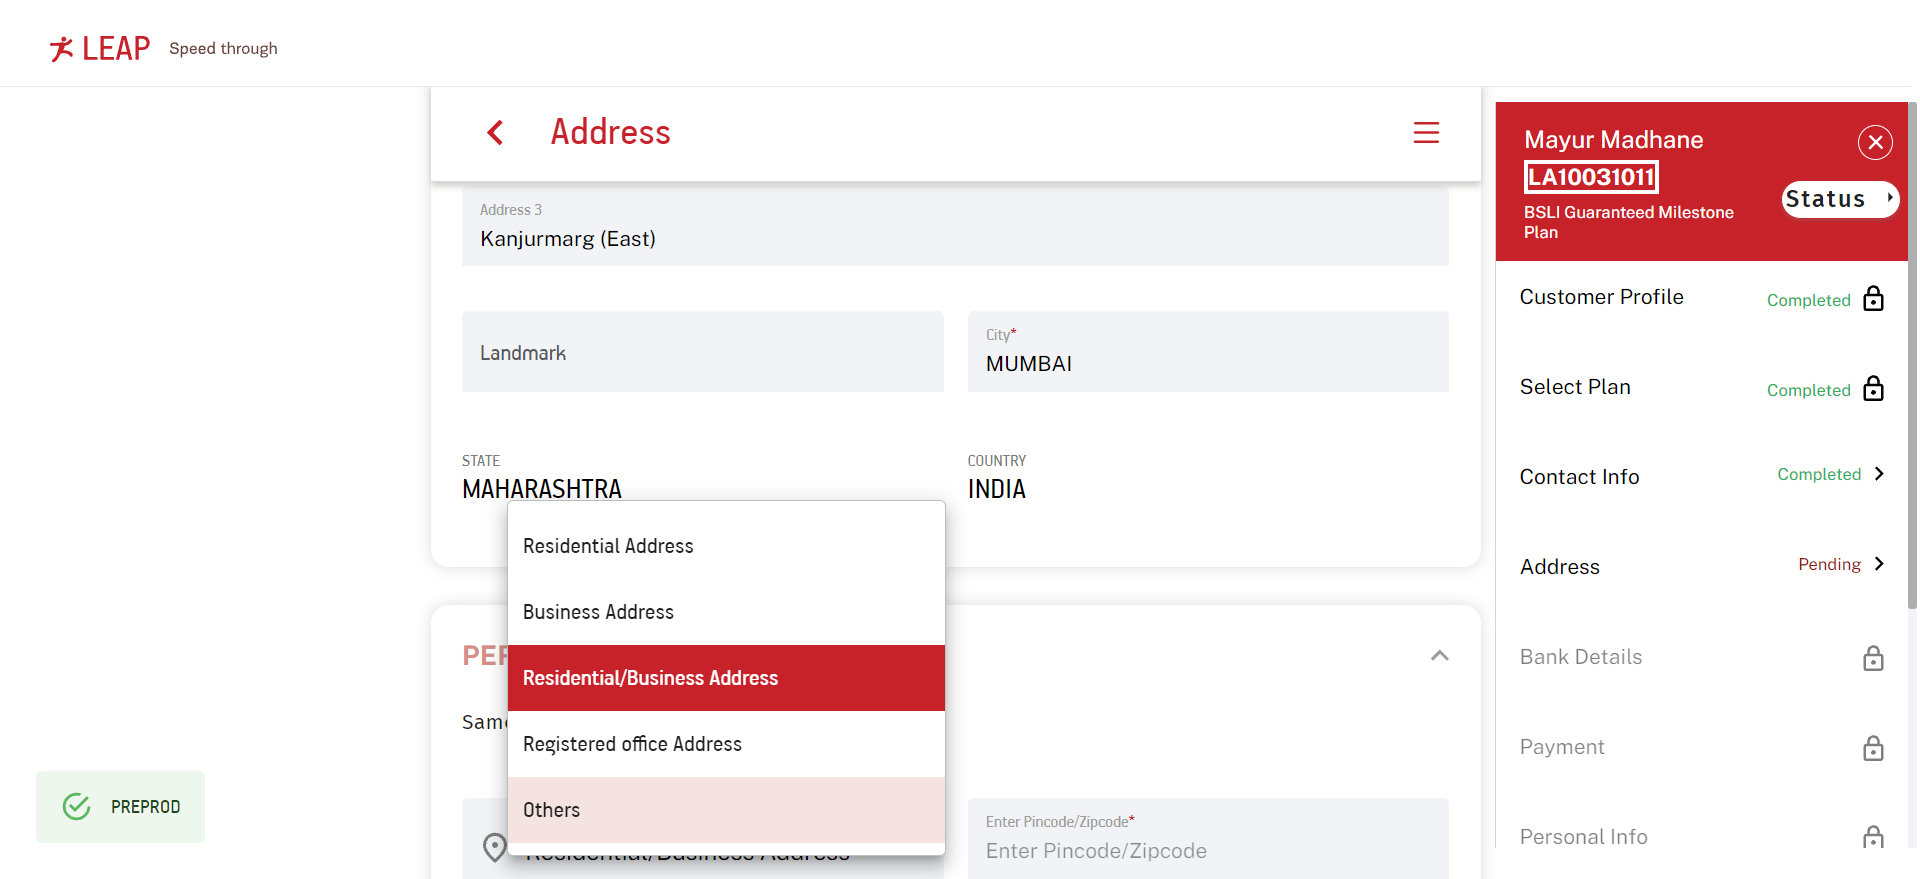 LEAP Speed through
Address
Address 3
Kanjurmarg (East)
Landmark
City*
MUMBAI
STATE
MAHARASHTRA
COUNTRY
INDIA
Residential Address
Business Address
Residential/Business Address
Registered office Address
Others
PER
Same
Residential/Business Address
Enter Pincode/Zipcode*
Enter Pincode/Zipcode
PREPROD
Mayur Madhane
LA10031011
BSLI Guaranteed Milestone
Plan
Status
Customer Profile Completed
Select Plan Completed
Contact Info Completed
Address Pending
Bank Details
Payment
Personal Info